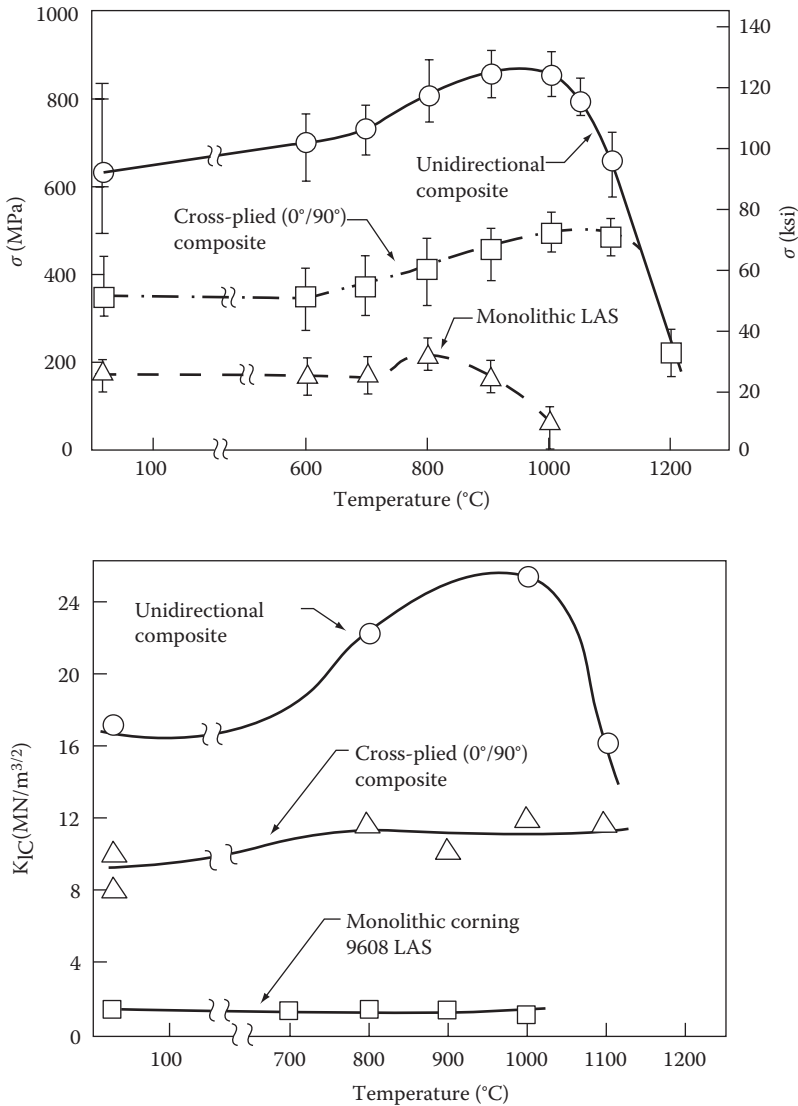 1000
800
600
400
200
0
σ (MPa)
140
120
100
80
60
40
20
0
σ (ksi)
Unidirectional
composite
Cross-plied (0°/90°)
composite
Monolithic LAS
100
600
800
1000
1200
Temperature (°C)
24
20
16
12
8
4
0
K_IC (MN/m^3/2)
Unidirectional
composite
Cross-plied (0°/90°)
composite
Monolithic corning
9608 LAS
100
700
800
900
1000
1100
1200
Temperature (°C)